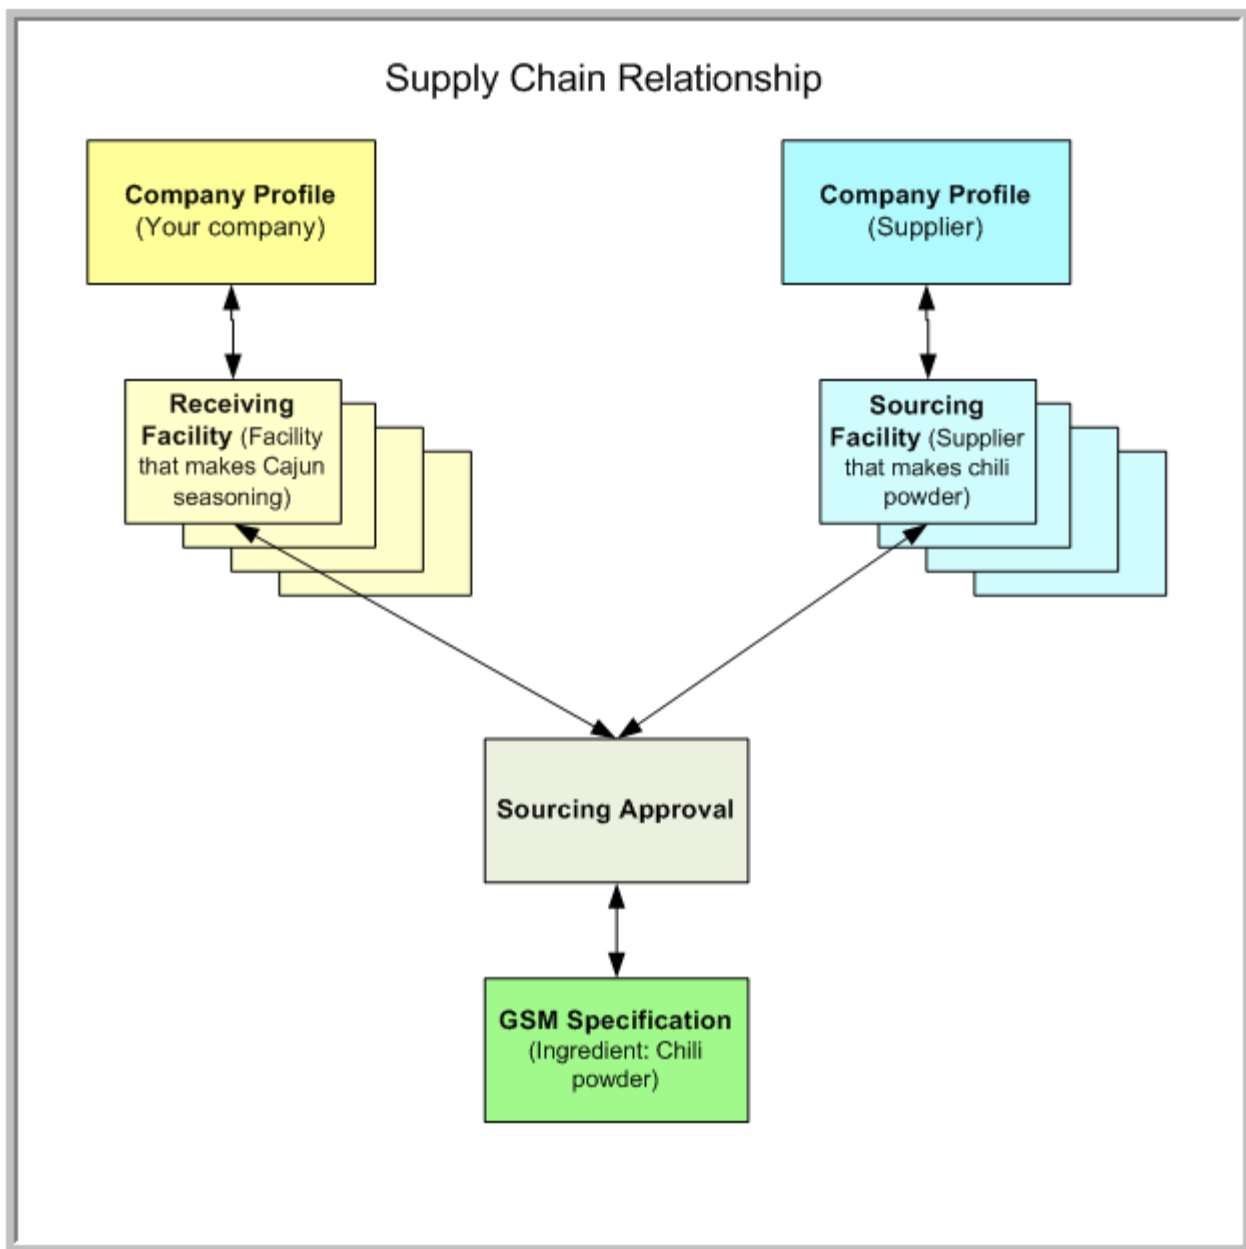 Supply Chain Relationship
Company Profile
(Your company)
Company Profile
(Supplier)
Receiving
Facility (Facility
that makes Cajun
seasoning)
Sourcing
Facility (Supplier
that makes chili
powder)
Sourcing Approval
GSM Specification
(Ingredient: Chili
powder)